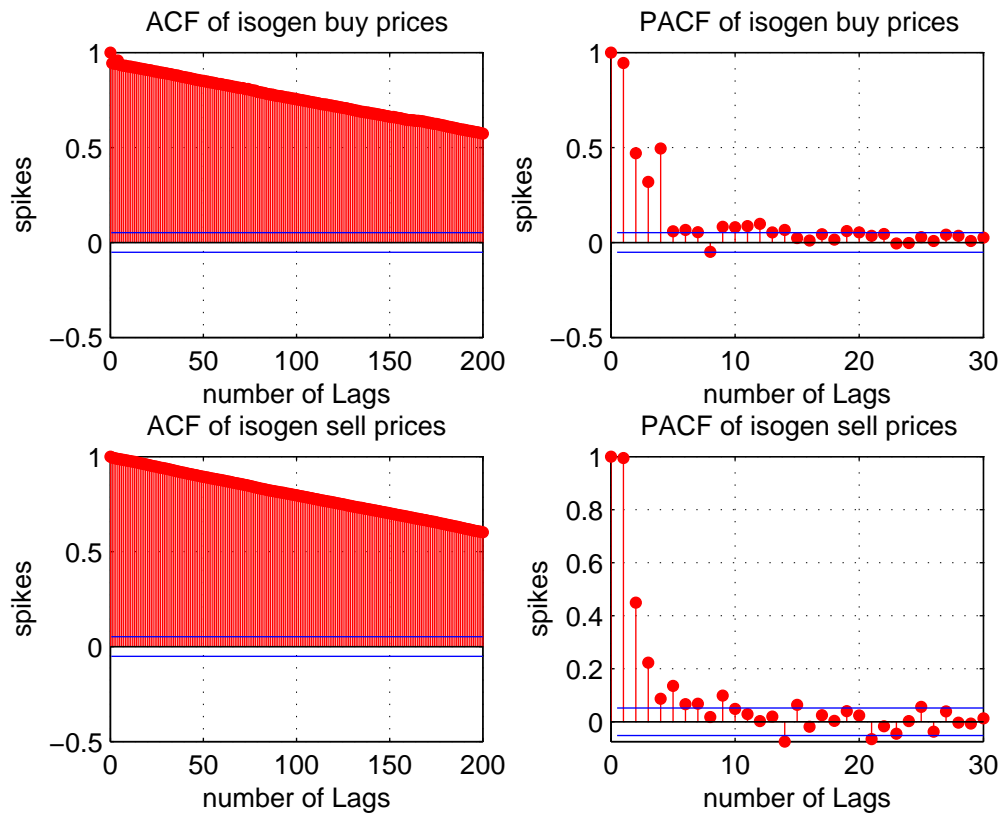 ACF of isogen buy prices
1
0.5
0
−0.5
spikes
0 50 100 150 200
number of Lags
PACF of isogen buy prices
1
0.5
0
−0.5
spikes
0 10 20 30
number of Lags
ACF of isogen sell prices
1
0.5
0
−0.5
spikes
0 50 100 150 200
number of Lags
PACF of isogen sell prices
1
0.8
0.6
0.4
0.2
0
spikes
0 10 20 30
number of Lags